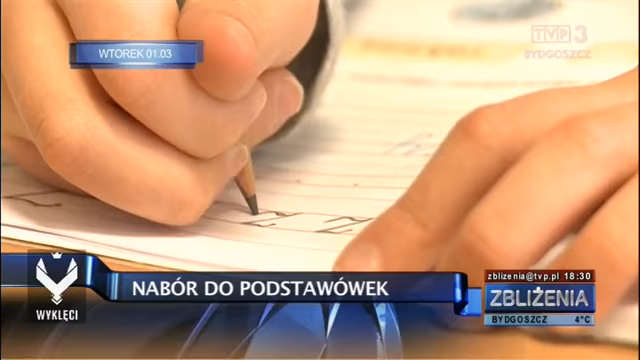 WTOREK 01.03
TVP 3
BYDGOSZCZ
Z Z Z
NABÓR DO PODSTAWÓWEK
WYKLĘCI
zblizenia@tvp.pl 18:30
ZBLIŻENIA
BYDGOSZCZ 4°C